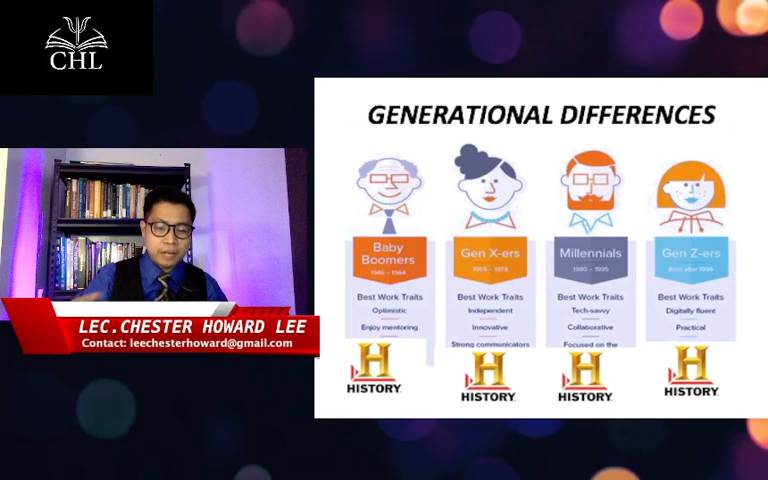 CHL
GENERATIONAL DIFFERENCES
Baby
Boomers
1946 – 1964
Best Work Traits
Optimistic
Enjoy mentoring
Gen X-ers
1965 – 1979
Best Work Traits
Independent
Innovative
Strong communicators
Millennials
1980 – 1995
Best Work Traits
Tech-savvy
Collaborative
Focused on the
Gen Z-ers
Born after 1996
Best Work Traits
Digitally fluent
Practical
H
HISTORY
H
HISTORY
H
HISTORY
H
HISTORY
LEC.CHESTER HOWARD LEE
Contact: leechesterhoward@gmail.com